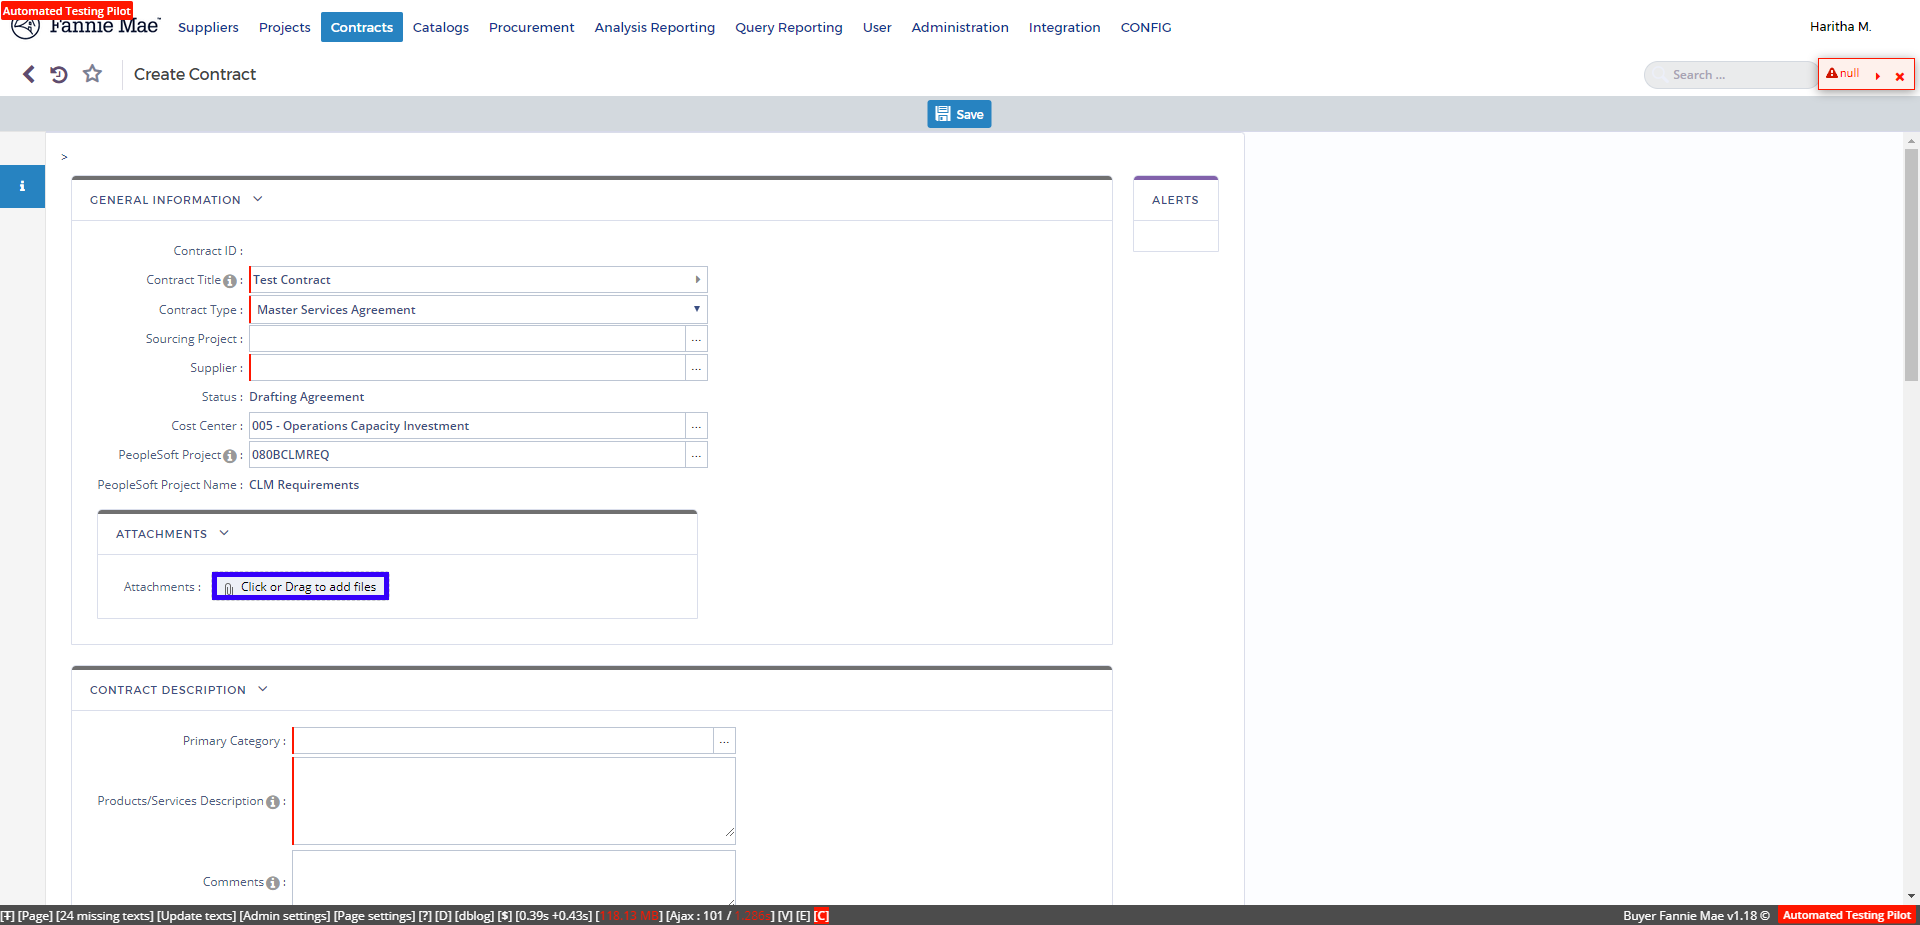 Automated Testing Pilot
Fannie Mae Suppliers Projects Contracts Catalogs Procurement Analysis Reporting Query Reporting User Administration Integration CONFIG Haritha M.
Create Contract Search ... null
Save
>
GENERAL INFORMATION ALERTS
Contract ID :
Contract Title : Test Contract
Contract Type : Master Services Agreement
Sourcing Project : ...
Supplier : ...
Status : Drafting Agreement
Cost Center : 005 - Operations Capacity Investment ...
PeopleSoft Project : 080BCLMREQ ...
PeopleSoft Project Name : CLM Requirements
ATTACHMENTS
Attachments : Click or Drag to add files
CONTRACT DESCRIPTION
Primary Category : ...
Products/Services Description :
Comments :
[Ŧ] [Page] [24 missing texts] [Update texts] [Admin settings] [Page settings] [?] [D] [dblog] [$] [0.39s +0.43s] [118.13 MB] [Ajax : 101 / 1.286s] [V] [E] [C] Buyer Fannie Mae v1.18 © Automated Testing Pilot